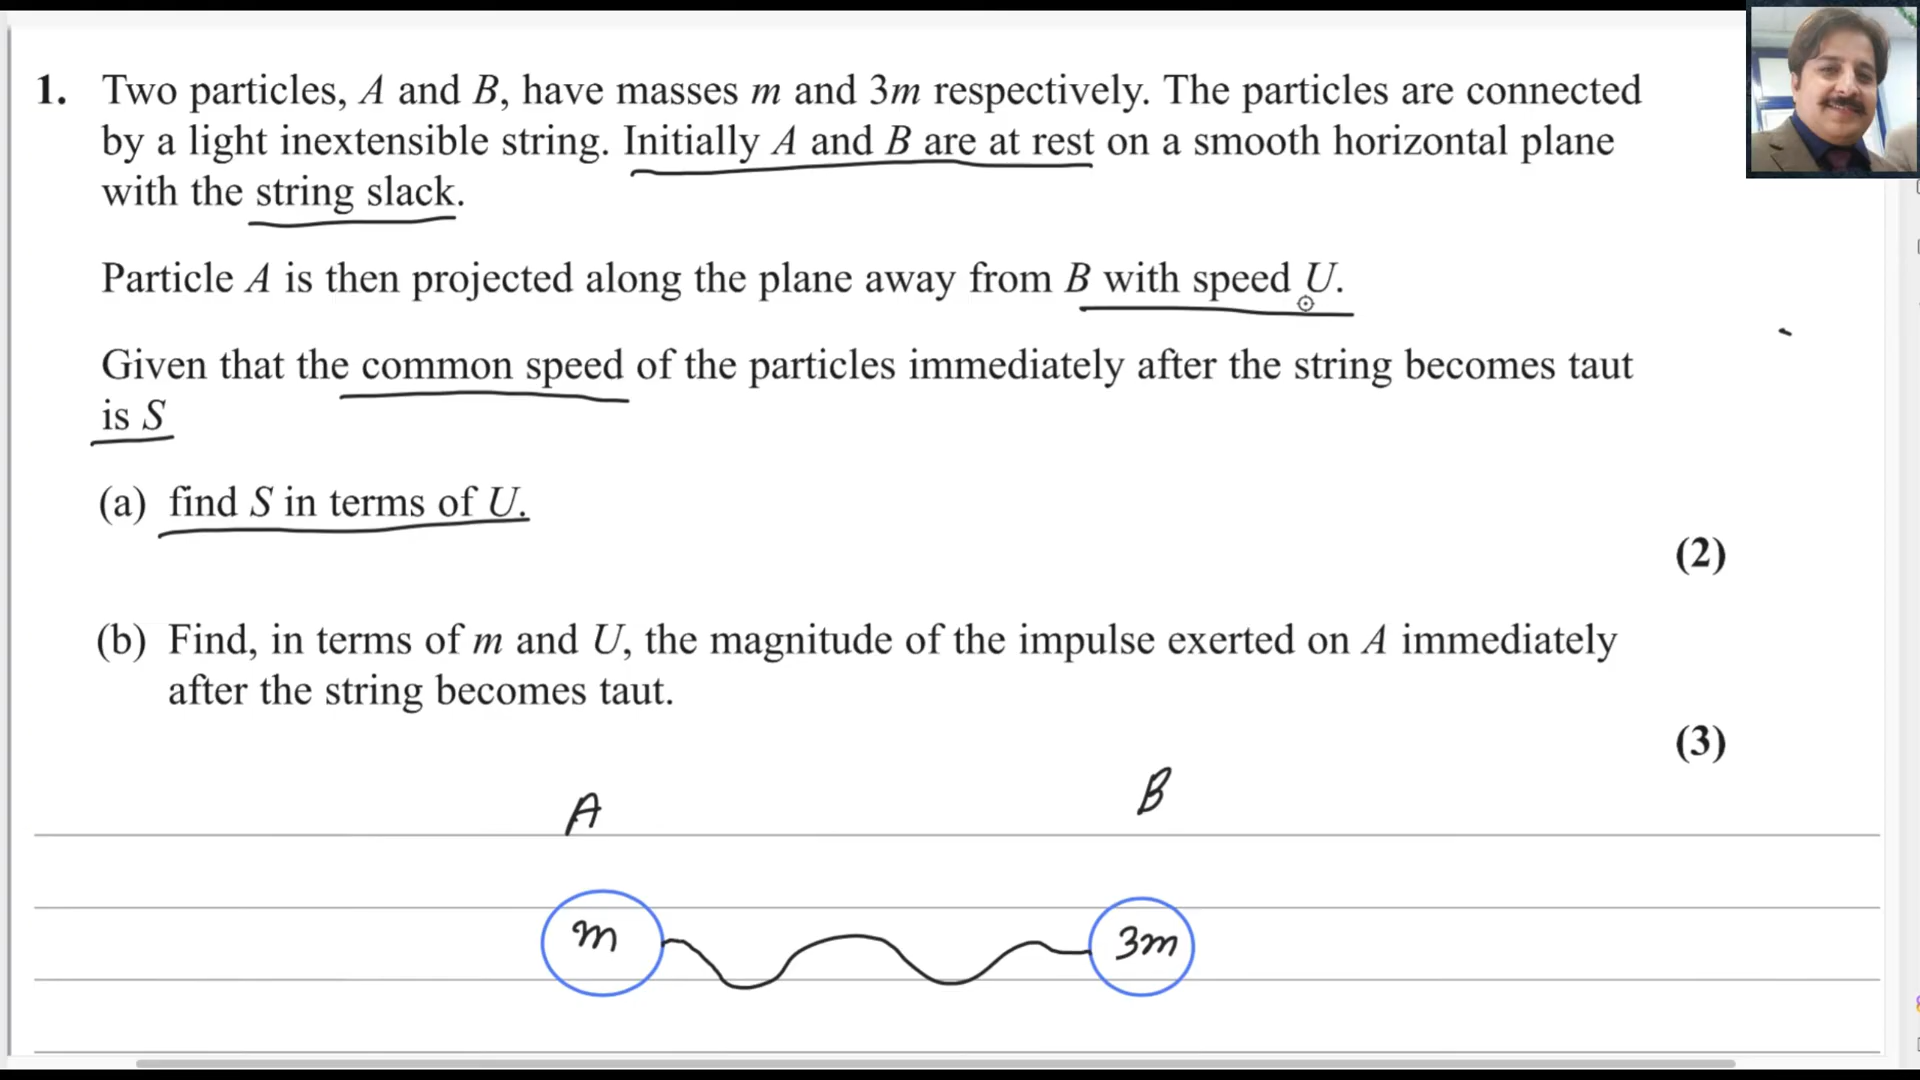 1. Two particles, A and B, have masses m and 3m respectively. The particles are connected
by a light inextensible string. Initially A and B are at rest on a smooth horizontal plane
with the string slack.
Particle A is then projected along the plane away from B with speed U.
Given that the common speed of the particles immediately after the string becomes taut
is S
(a) find S in terms of U.
(2)
(b) Find, in terms of m and U, the magnitude of the impulse exerted on A immediately
after the string becomes taut.
(3)
A B
m 3m